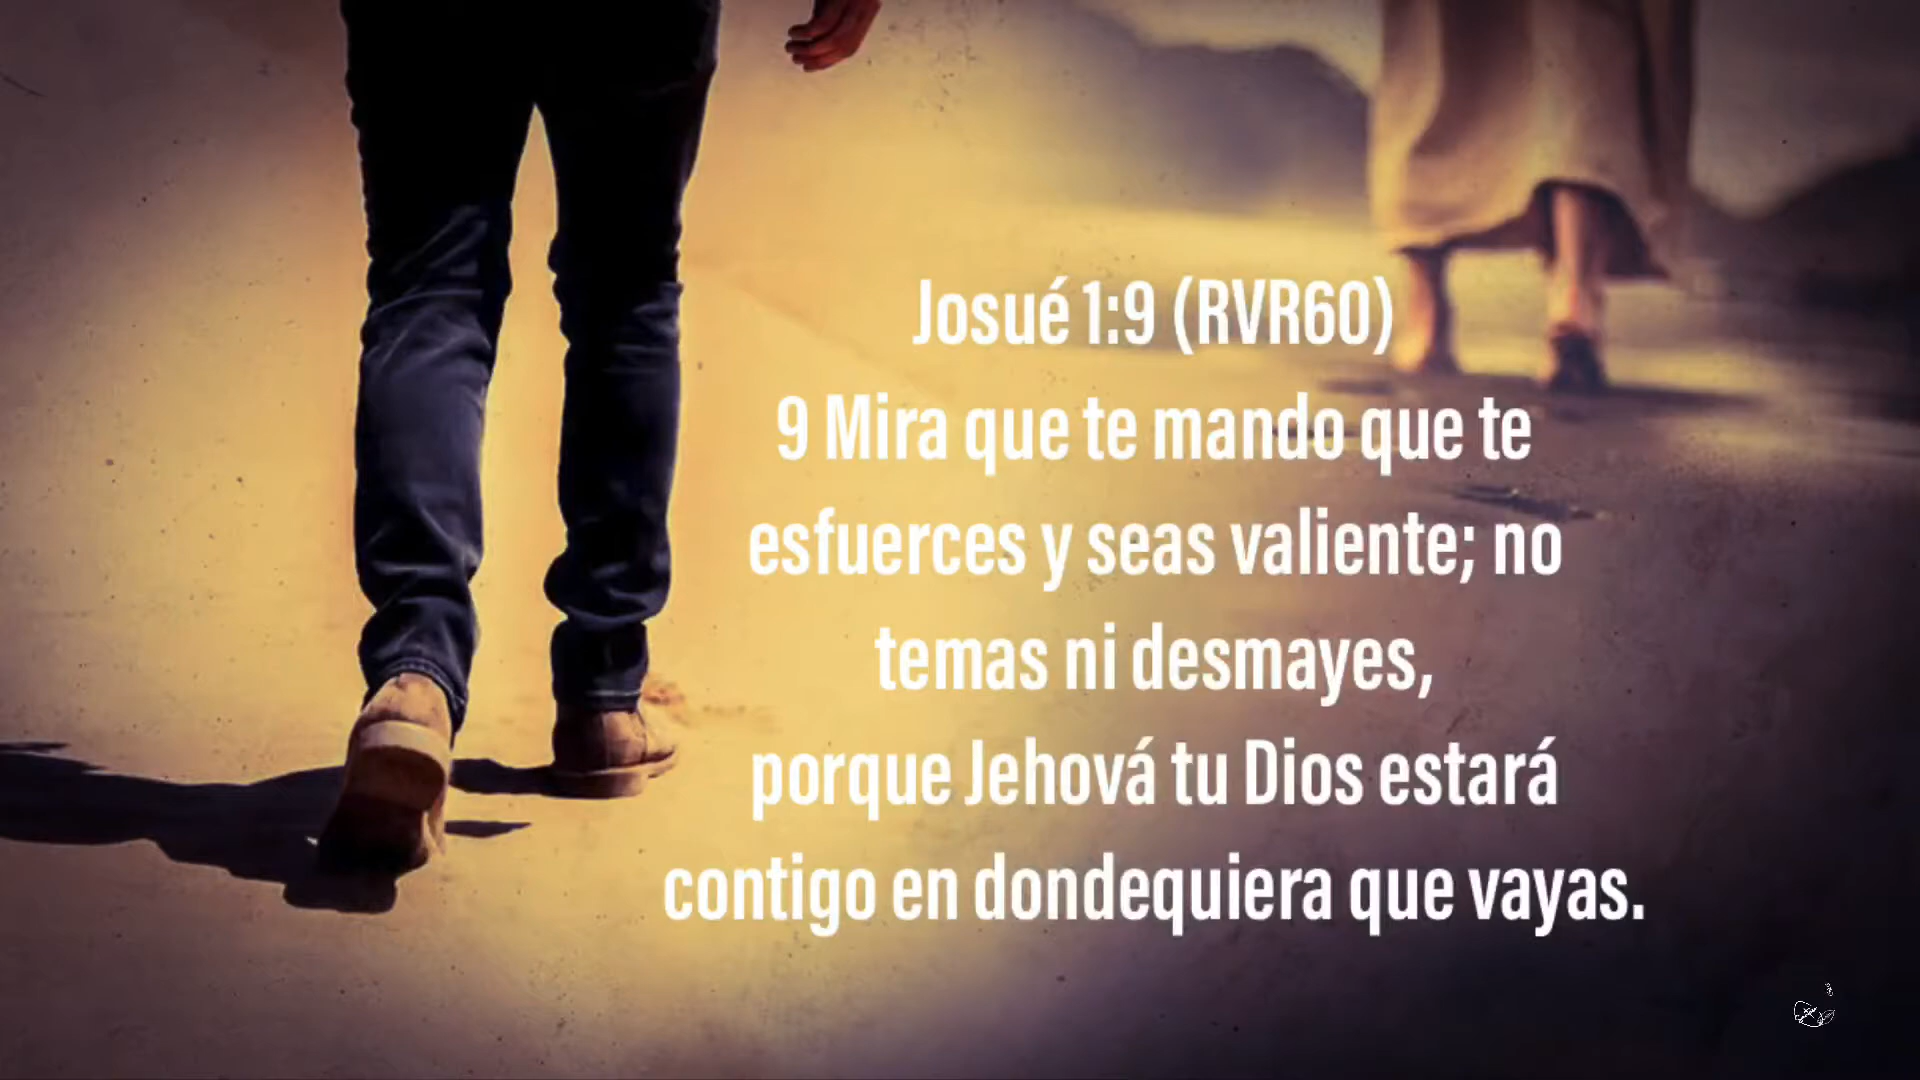 Josué 1:9 (RVR60)
9 Mira que te mando que te
esfuerces y seas valiente; no
temas ni desmayes,
porque Jehová tu Dios estará
contigo en dondequiera que vayas.